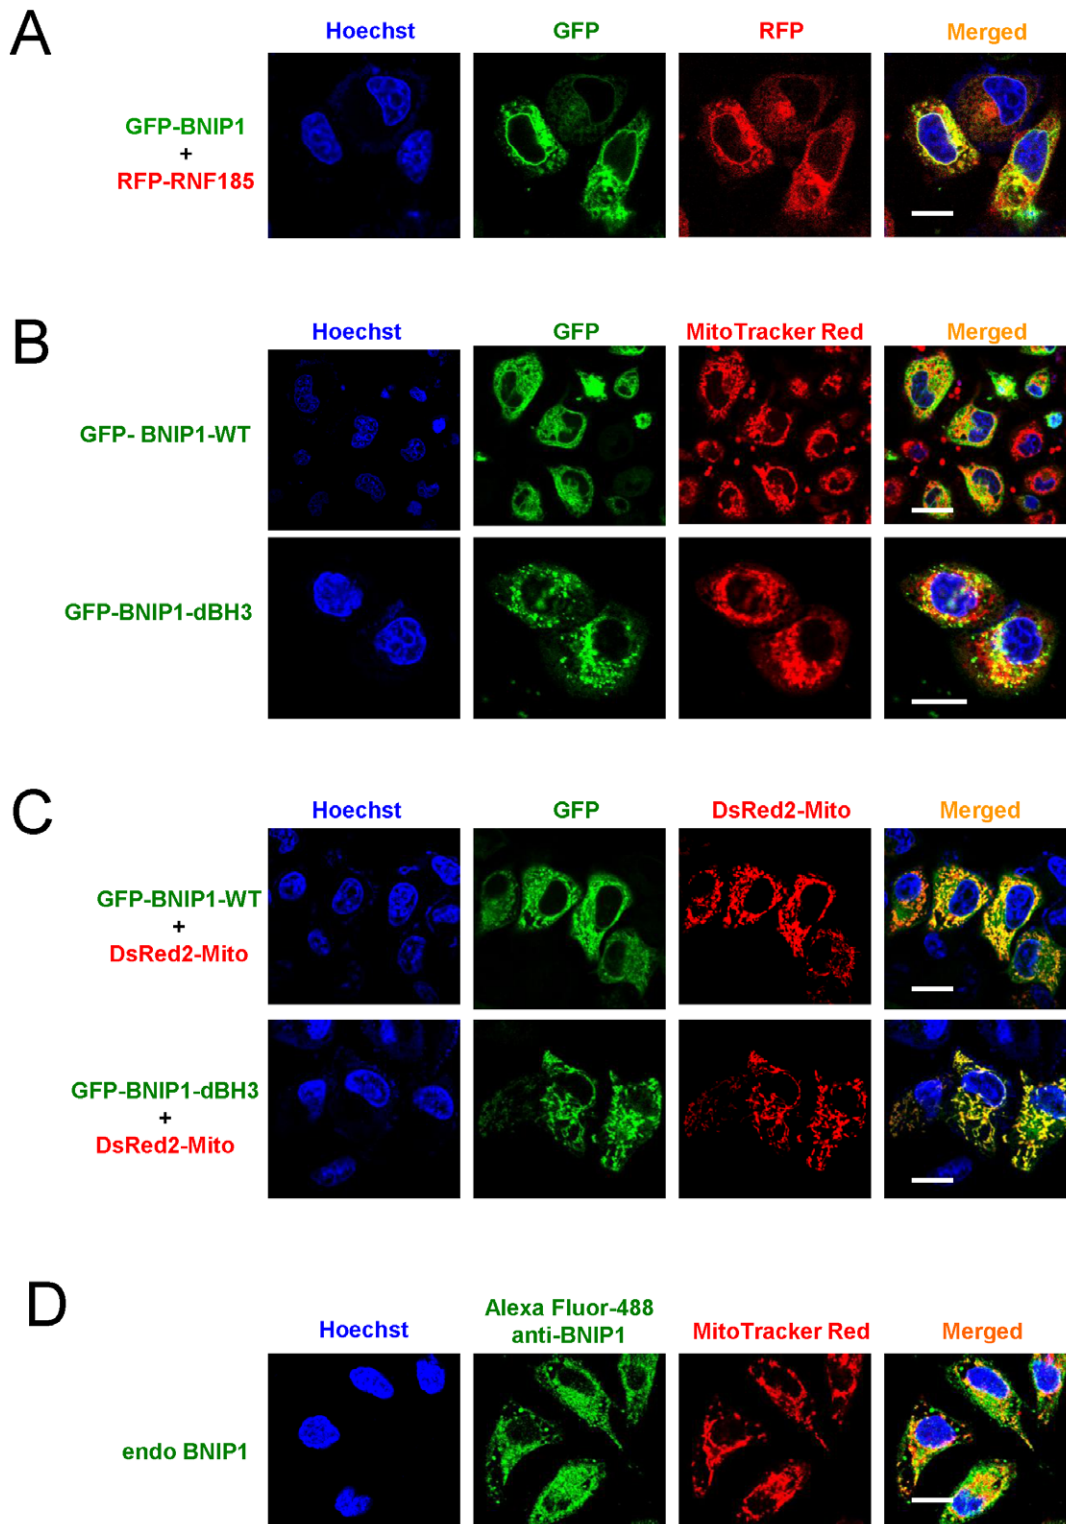 A
Hoechst
GFP
RFP
Merged
GFP-BNIP1
+
RFP-RNF185
B
Hoechst
GFP
MitoTracker Red
Merged
GFP- BNIP1-WT
GFP-BNIP1-dBH3
C
Hoechst
GFP
DsRed2-Mito
Merged
GFP-BNIP1-WT
+
DsRed2-Mito
GFP-BNIP1-dBH3
+
DsRed2-Mito
D
Hoechst
Alexa Fluor-488
anti-BNIP1
MitoTracker Red
Merged
endo BNIP1